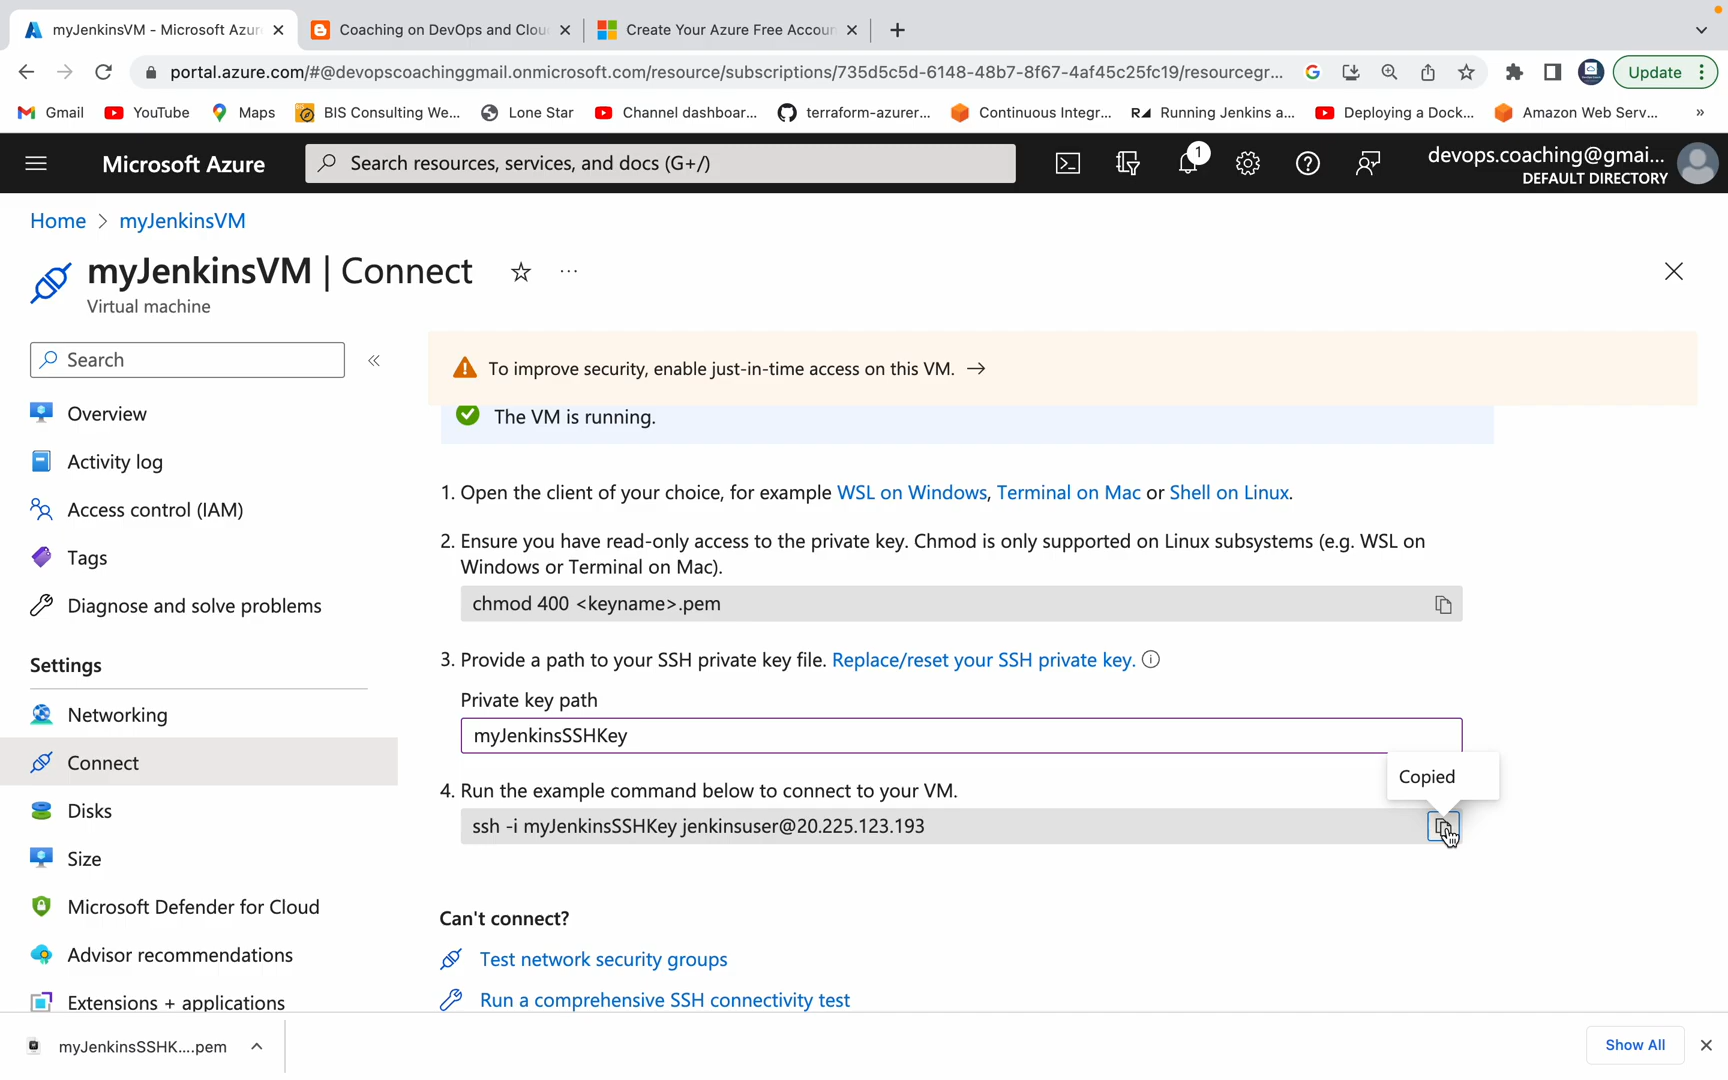 myJenkinsVM - Microsoft Azur
Coaching on DevOps and Clou
Create Your Azure Free Accoun
portal.azure.com/#@devopscoachinggmail.onmicrosoft.com/resource/subscriptions/735d5c5d-6148-48b7-8f67-4af45c25fc19/resourcegr...
Update
Gmail
YouTube
Maps
BIS Consulting We...
Lone Star
Channel dashboar...
terraform-azurer...
Continuous Integr...
Running Jenkins a...
Deploying a Dock...
Amazon Web Serv...
»
Microsoft Azure
Search resources, services, and docs (G+/)
1
devops.coaching@gmai...
DEFAULT DIRECTORY
Home > myJenkinsVM
myJenkinsVM | Connect
...
Virtual machine
Search
«
Overview
Activity log
Access control (IAM)
Tags
Diagnose and solve problems
Settings
Networking
Connect
Disks
Size
Microsoft Defender for Cloud
Advisor recommendations
Extensions + applications
To improve security, enable just-in-time access on this VM. →
The VM is running.
1. Open the client of your choice, for example WSL on Windows, Terminal on Mac or Shell on Linux.
2. Ensure you have read-only access to the private key. Chmod is only supported on Linux subsystems (e.g. WSL on
Windows or Terminal on Mac).
chmod 400 <keyname>.pem
3. Provide a path to your SSH private key file. Replace/reset your SSH private key.
Private key path
myJenkinsSSHKey
Copied
4. Run the example command below to connect to your VM.
ssh -i myJenkinsSSHKey jenkinsuser@20.225.123.193
Can't connect?
Test network security groups
Run a comprehensive SSH connectivity test
myJenkinsSSHK....pem
Show All